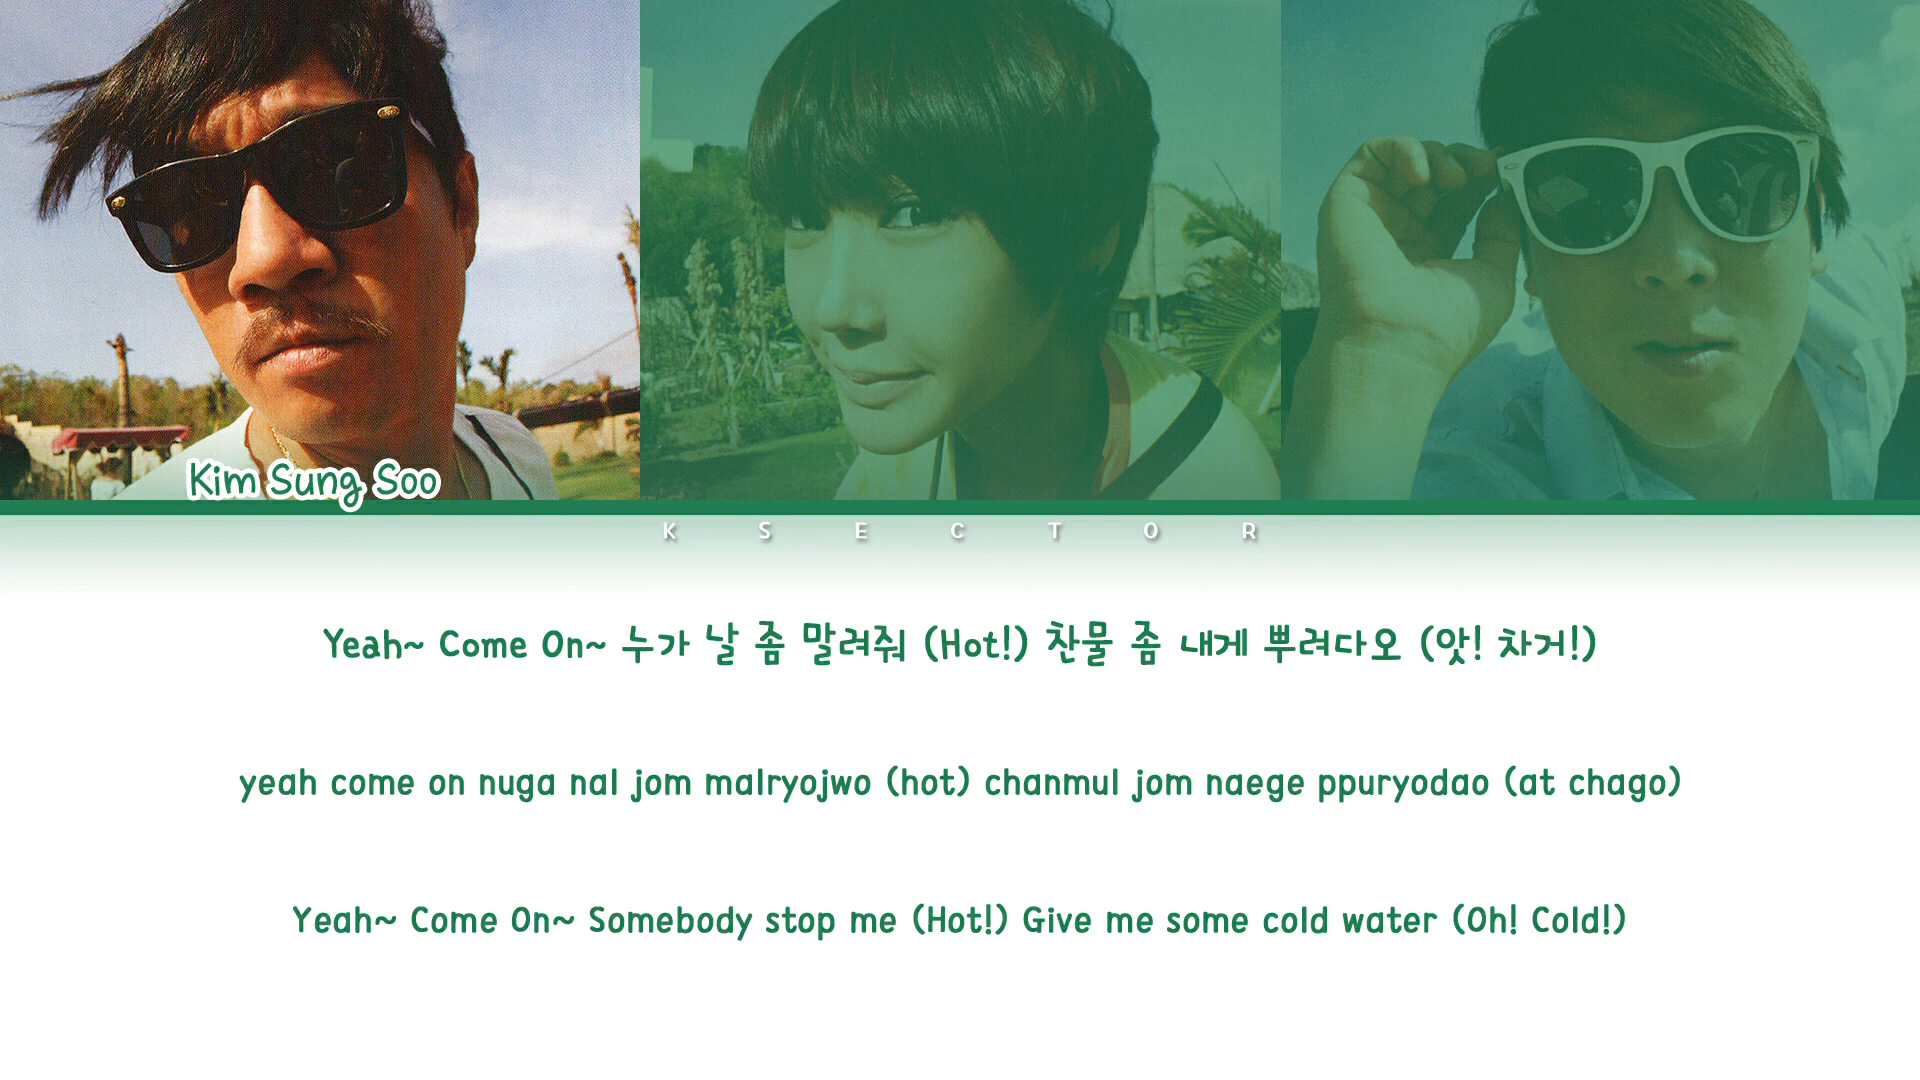 Kim Sung Soo
K S E C T O R
Yeah~ Come On~ 누가 날 좀 말려줘 (Hot!) 찬물 좀 내게 뿌려다오 (앗! 차거!)
yeah come on nuga nal jom malryojwo (hot) chanmul jom naege ppuryodao (at chago)
Yeah~ Come On~ Somebody stop me (Hot!) Give me some cold water (Oh! Cold!)